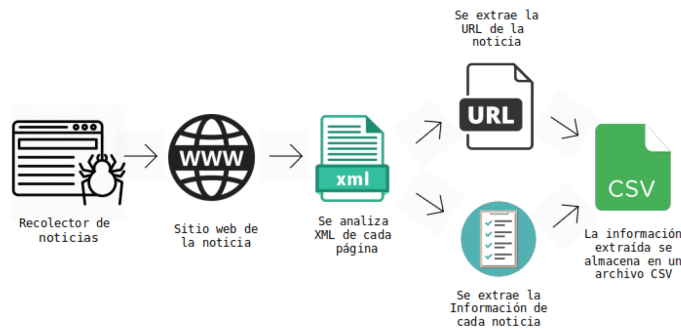 Se extrae la
URL de la
noticia
URL
WWW
xml
CSV
Recolector de
noticias
Sitio web de
la noticia
Se analiza
XML de cada
página
La información
extraída se
almacena en un
archivo CSV
Se extrae la
Información de
cada noticia